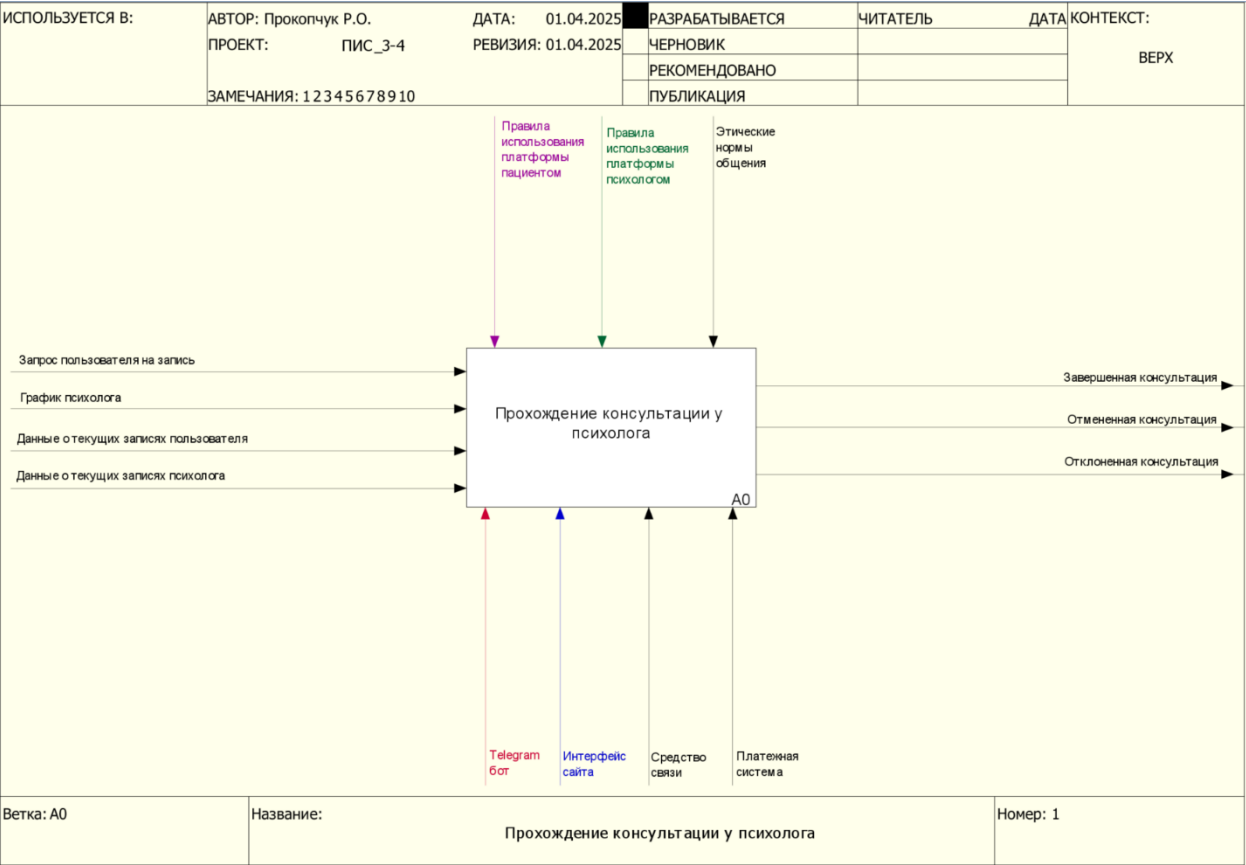 ИСПОЛЬЗУЕТСЯ В:
АВТОР: Прокопчук Р.О.
ДАТА: 01.04.2025
РАЗРАБАТЫВАЕТСЯ
ЧИТАТЕЛЬ
ДАТА
КОНТЕКСТ:
ПРОЕКТ: ПИС_3-4
РЕВИЗИЯ: 01.04.2025
ЧЕРНОВИК
ВЕРХ
РЕКОМЕНДОВАНО
ЗАМЕЧАНИЯ: 1 2 3 4 5 6 7 8 9 10
ПУБЛИКАЦИЯ
Правила
использования
платформы
пациентом
Правила
использования
платформы
психологом
Этические
нормы
общения
Запрос пользователя на запись
График психолога
Данные о текущих записях пользователя
Данные о текущих записях психолога
Прохождение консультации у
психолога
A0
Завершенная консультация
Отмененная консультация
Отклоненная консультация
Telegram
бот
Интерфейс
сайта
Средство
связи
Платежная
система
Ветка: A0
Название:
Прохождение консультации у психолога
Номер: 1